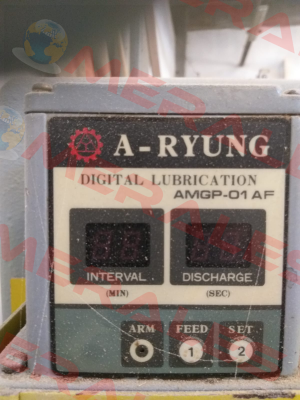 A-RYUNG
DIGITAL LUBRICATION
AMGP-01 AF
INTERVAL DISCHARGE
(MIN) (SEC)
ARM FEED SET
1 2